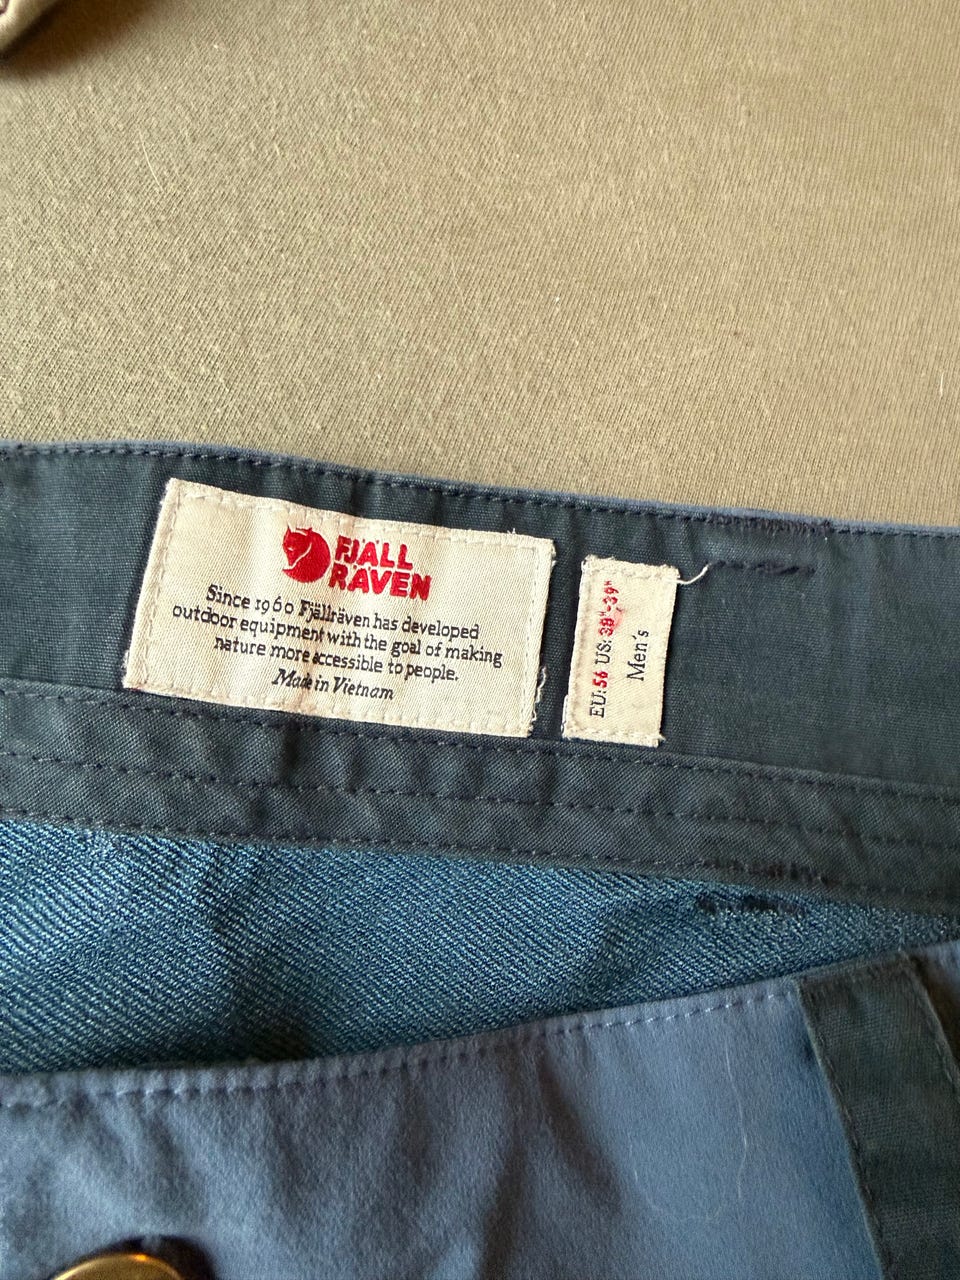 FJÄLL
RÄVEN
Since 1960 Fjällräven has developed
outdoor equipment with the goal of making
nature more accessible to people.
Made in Vietnam
EU: 56 US: 38"-39"
Men's